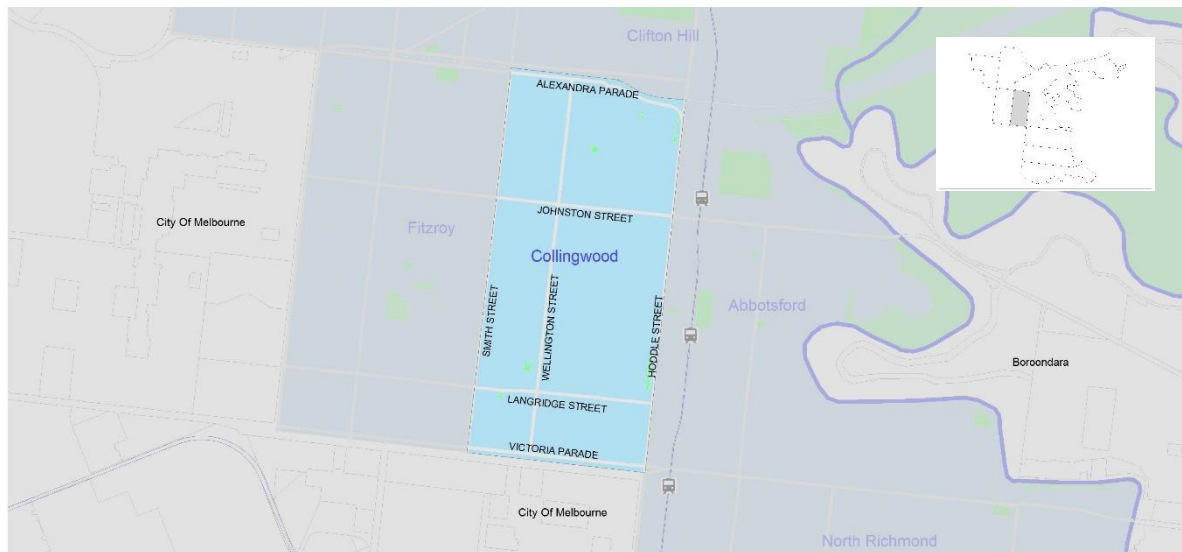 Clifton Hill
ALEXANDRA PARADE
JOHNSTON STREET
City Of Melbourne
Fitzroy
Collingwood
SMITH STREET
WELLINGTON STREET
HODDLE STREET
Abbotsford
Boroondara
LANGRIDGE STREET
VICTORIA PARADE
City Of Melbourne
North Richmond